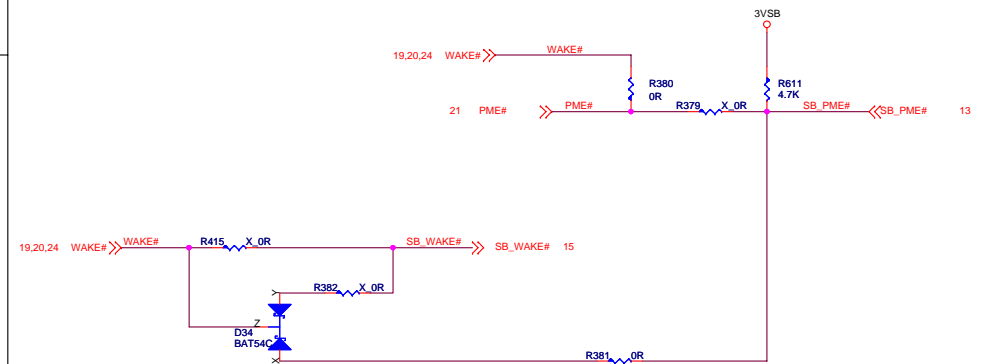 3VSB
19,20,24 WAKE# WAKE#
R380
0R
R611
4.7K
21 PME# PME# R379 X_0R SB_PME# SB_PME# 13
19,20,24 WAKE# WAKE# R415 X_0R SB_WAKE# SB_WAKE# 15
R382 X_0R
Y
Z
D34
BAT54C
X
R381 0R